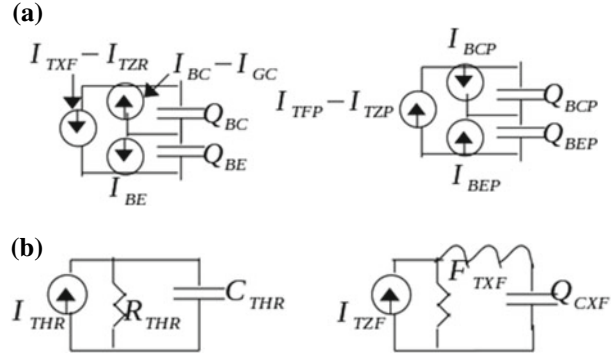 (a)
I_TXF − I_TZR
I_BC − I_GC
Q_BC
Q_BE
I_BE
I_BCP
I_TFP − I_TZP
Q_BCP
Q_BEP
I_BEP
(b)
I_THR
R_THR
C_THR
I_TZF
F_TXF
Q_CXF